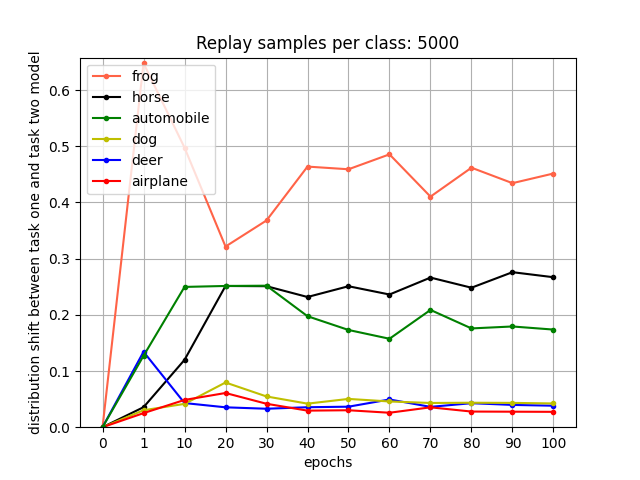 Replay samples per class: 5000
distribution shift between task one and task two model
0.6
0.5
0.4
0.3
0.2
0.1
0.0
frog
horse
automobile
dog
deer
airplane
0 1 10 20 30 40 50 60 70 80 90 100
epochs